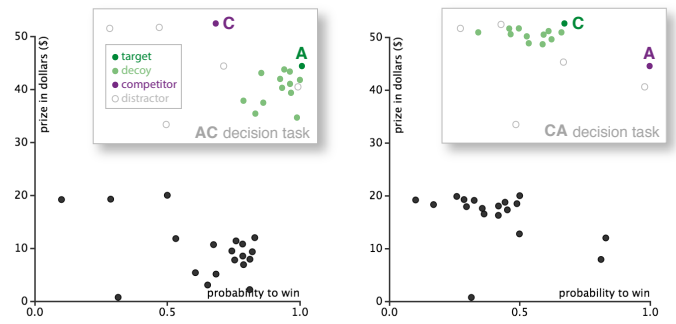 C
A
target
decoy
competitor
distractor
AC decision task
prize in dollars ($)
50
40
30
20
10
0
0.0
0.5
1.0
probability to win
C
A
CA decision task
prize in dollars ($)
50
40
30
20
10
0
0.0
0.5
1.0
probability to win